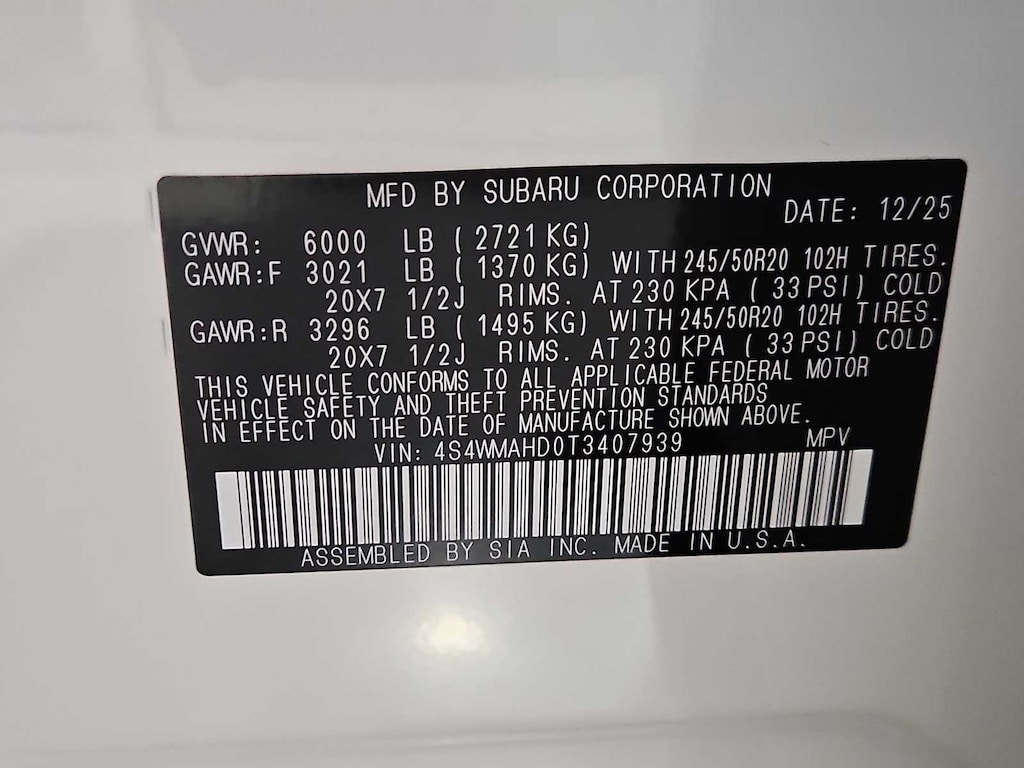 MFD BY SUBARU CORPORATION
DATE: 12/25
GVWR: 6000 LB ( 2721 KG)
GAWR:F 3021 LB ( 1370 KG) WITH 245/50R20 102H TIRES.
20X7 1/2J RIMS. AT 230 KPA ( 33 PSI) COLD
GAWR:R 3296 LB ( 1495 KG) WITH 245/50R20 102H TIRES.
20X7 1/2J RIMS. AT 230 KPA ( 33 PSI) COLD
THIS VEHICLE CONFORMS TO ALL APPLICABLE FEDERAL MOTOR
VEHICLE SAFETY AND THEFT PREVENTION STANDARDS
IN EFFECT ON THE DATE OF MANUFACTURE SHOWN ABOVE.
VIN: 4S4WMAHD0T3407939 MPV
ASSEMBLED BY SIA INC. MADE IN U.S.A.